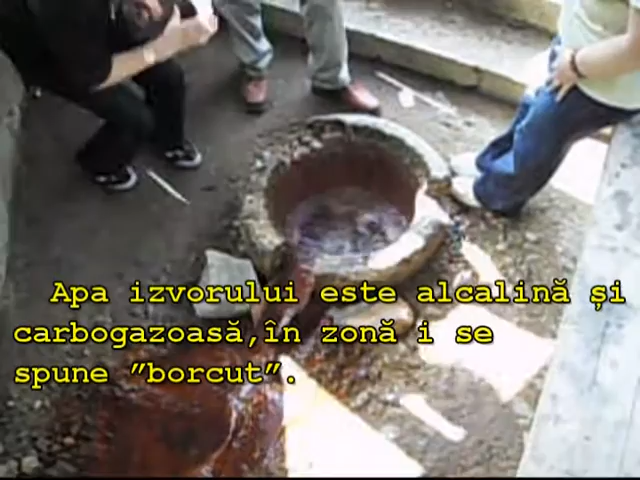 Apa izvorului este alcalină și
carbogazoasă,în zonă i se
spune ”borcut”.